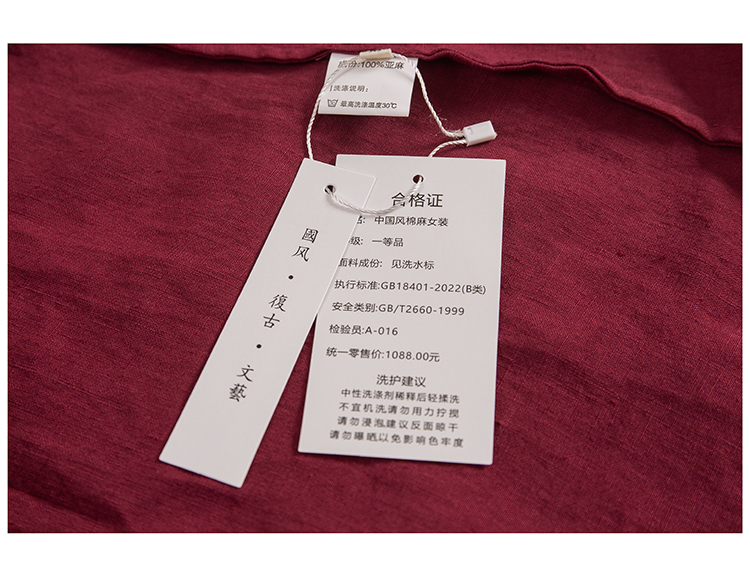 成份:100%亚麻
洗涤说明:
最高洗涤温度30℃
國风·復古·文藝
合格证
名: 中国风棉麻女装
级: 一等品
面料成份: 见洗水标
执行标准:GB18401-2022(B类)
安全类别:GB/T2660-1999
检验员:A-016
统一零售价:1088.00元
洗护建议
中性洗涤剂稀释后轻揉洗
不宜机洗请勿用力拧搅
请勿浸泡建议反面晾干
请勿曝晒以免影响色牢度